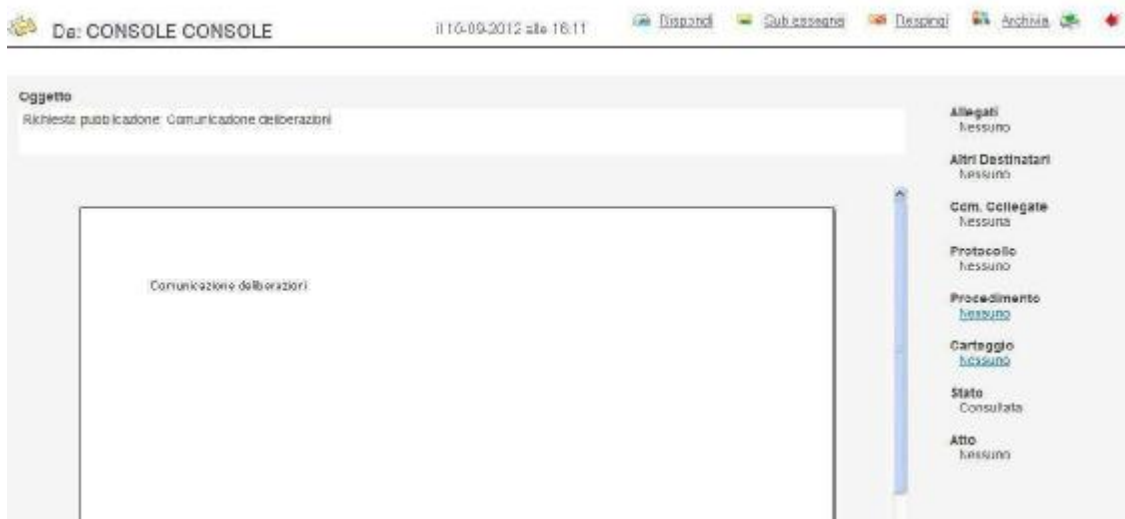 Da: CONSOLE CONSOLE
il 10-09-2012 alle 16:11
Rispondi
Sub assegna
Respingi
Archivia
Oggetto
Richiesta pubblicazione: Comunicazione deliberazioni
Comunicazione deliberazioni
Allegati
Nessuno
Altri Destinatari
Nessuno
Com. Collegate
Nessuna
Protocollo
Nessuno
Procedimento
Nessuno
Carteggio
Nessuno
Stato
Consultata
Atto
Nessuno